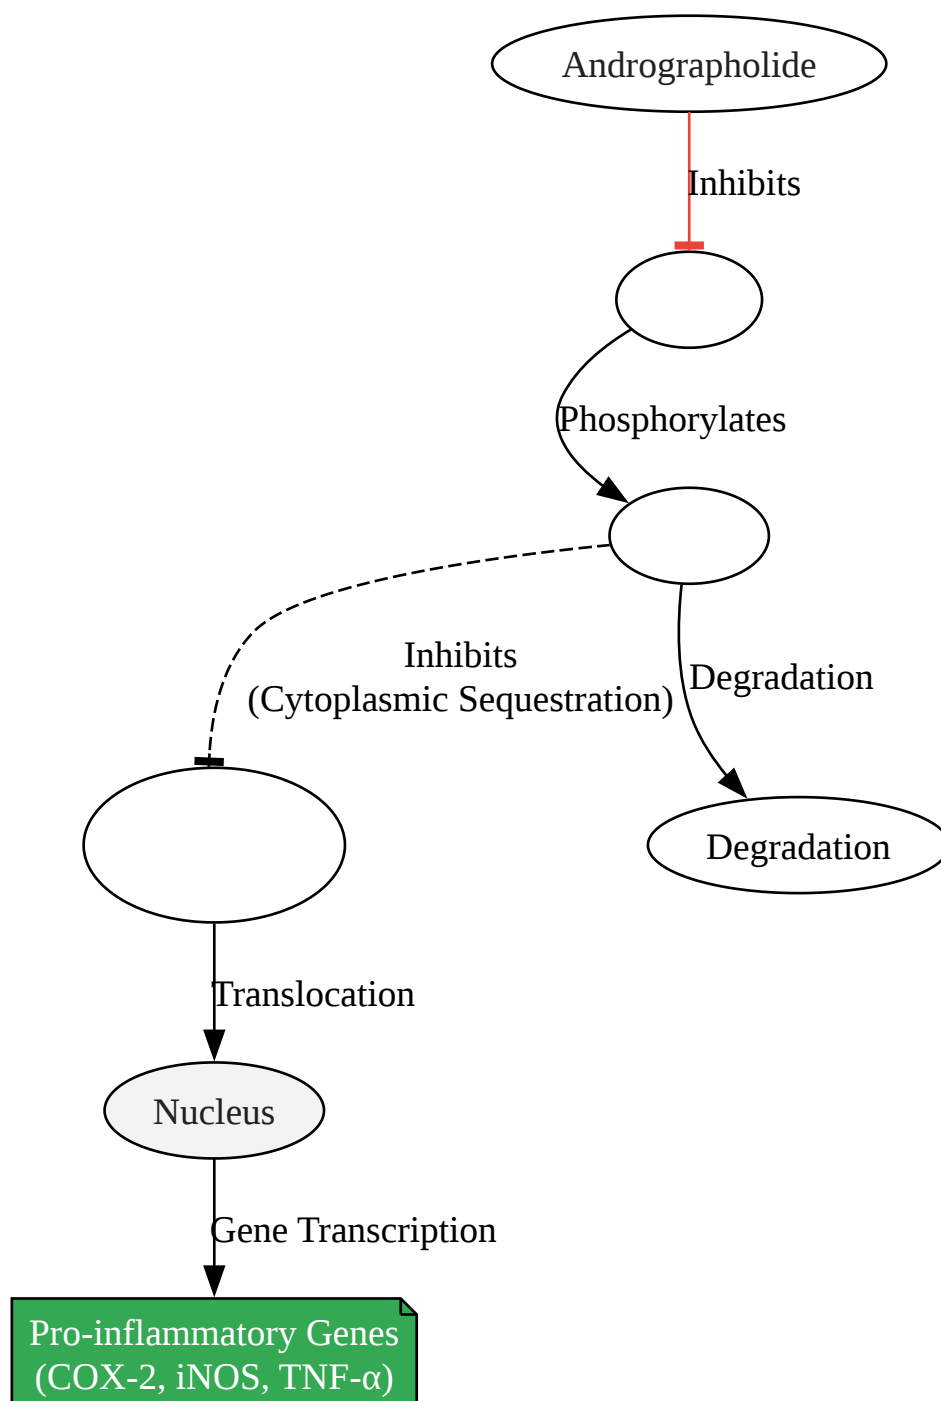 Andrographolide
Inhibits
Phosphorylates
Inhibits
(Cytoplasmic Sequestration)
Degradation
Degradation
Translocation
Nucleus
Gene Transcription
Pro-inflammatory Genes
(COX-2, iNOS, TNF-α)